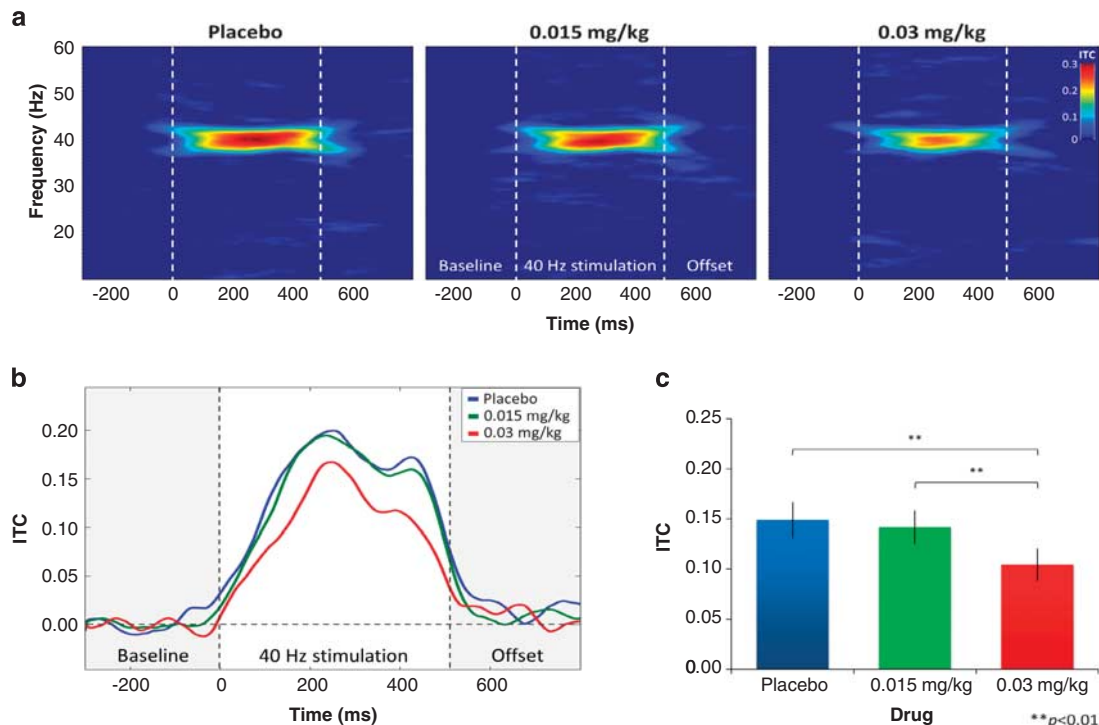 a
Placebo
0.015 mg/kg
0.03 mg/kg
ITC
0.3
0.2
0.1
0
Frequency (Hz)
60
50
40
30
20
Baseline
40 Hz stimulation
Offset
-200 0 200 400 600
-200 0 200 400 600
-200 0 200 400 600
Time (ms)
b
Placebo
0.015 mg/kg
0.03 mg/kg
ITC
0.20
0.15
0.10
0.05
0.00
Baseline
40 Hz stimulation
Offset
-200 0 200 400 600
Time (ms)
c
ITC
0.25
0.20
0.15
0.10
0.05
0.00
**
**
Placebo 0.015 mg/kg 0.03 mg/kg
Drug
**p<0.01